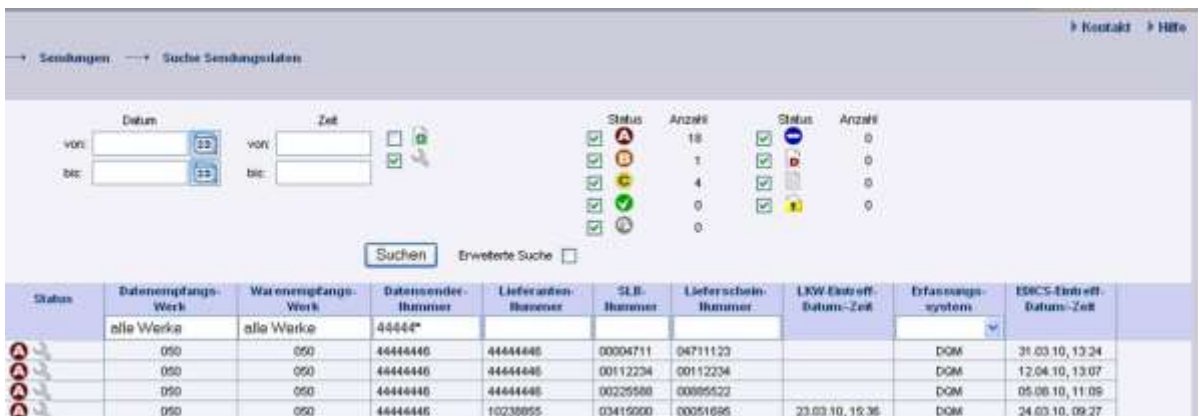 Kontakt Hilfe
Sendungen Suche Sendungsdaten
Datum Zeit Status Anzahl Status Anzahl
von: von: A 18 0
B 1 D 0
bis: bis: C 4 0
0 0
0
Suchen Erweiterte Suche
Status Datenempfangs-Werk Warenempfangs-Werk Datensender-Nummer Lieferanten-Nummer SLB-Nummer Lieferschein-Nummer LKW-Eintreff-Datum/-Zeit Erfassungs-system EDICS-Eintreff-Datum/-Zeit
alle Werke alle Werke 44444*
A 050 050 44444446 44444446 00004711 04711123 DQM 31.03.10, 13:24
A 050 050 44444446 44444446 00112234 00112234 DQM 12.04.10, 13:07
A 050 050 44444446 44444446 00225588 00885522 DQM 05.08.10, 11:09
A 050 050 44444446 10238855 03415000 00051695 23.03.10, 15:36 DQM 24.03.10, 09:27